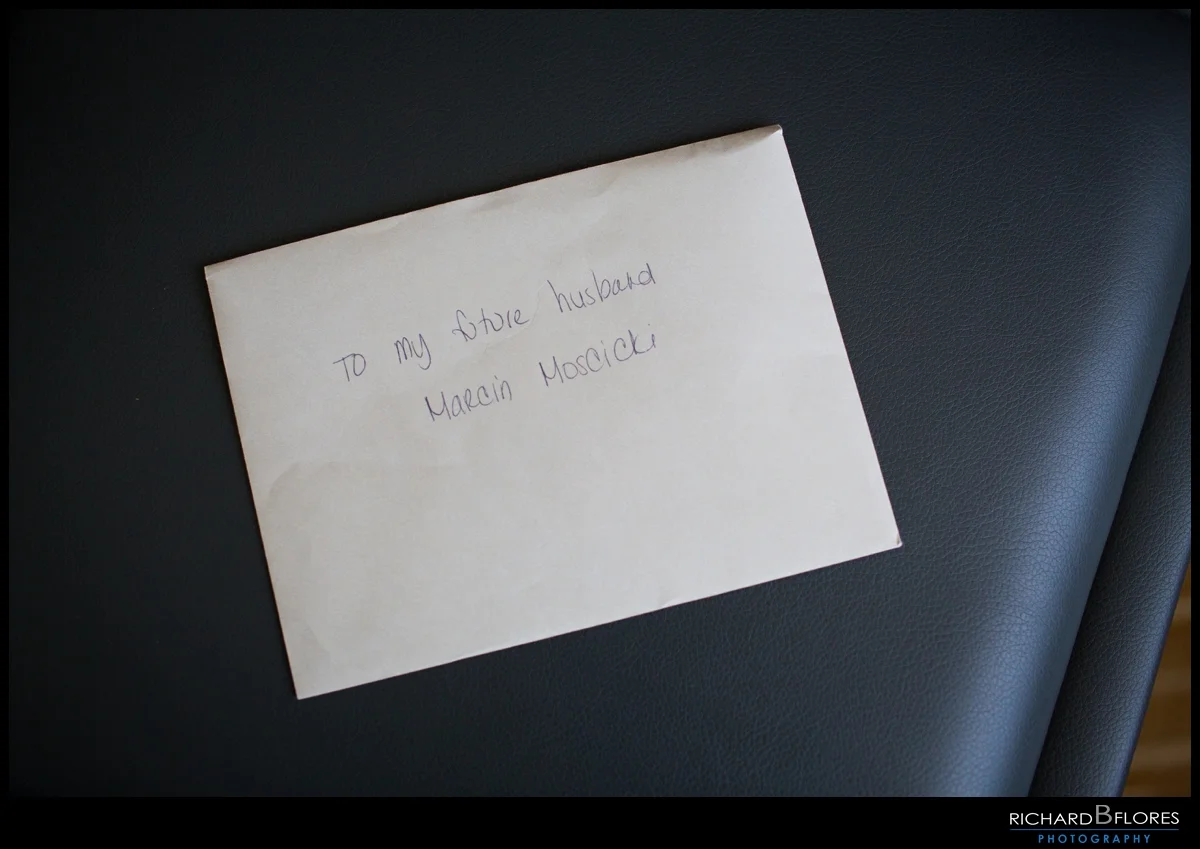 To my future husband
Marcin Moscicki
RICHARD B FLORES
PHOTOGRAPHY